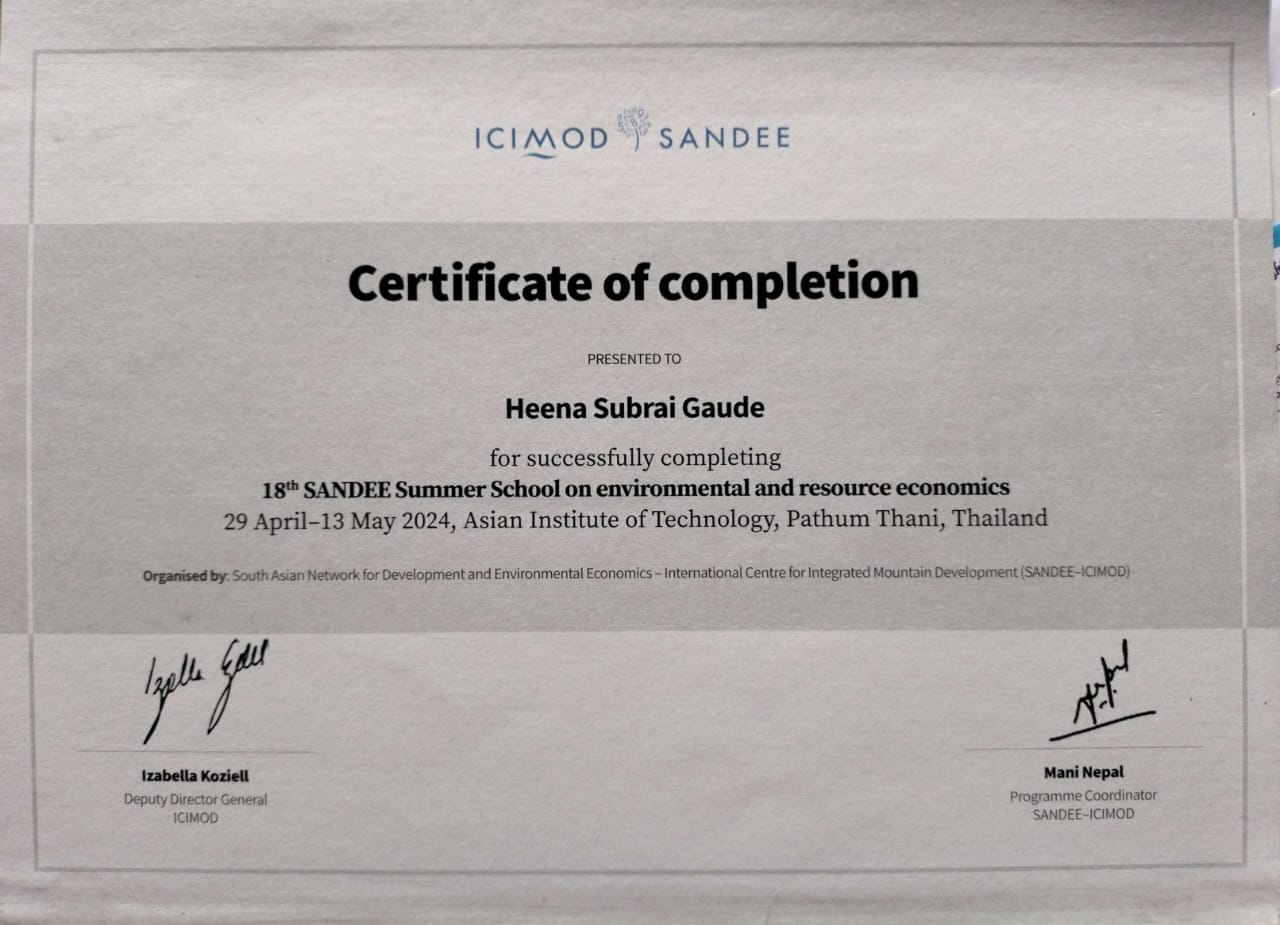 ICIMOD SANDEE
Certificate of completion
PRESENTED TO
Heena Subrai Gaude
for successfully completing
18th SANDEE Summer School on environmental and resource economics
29 April–13 May 2024, Asian Institute of Technology, Pathum Thani, Thailand
Organised by: South Asian Network for Development and Environmental Economics – International Centre for Integrated Mountain Development (SANDEE–ICIMOD)
Izabella Koziell
Deputy Director General
ICIMOD
Mani Nepal
Programme Coordinator
SANDEE–ICIMOD